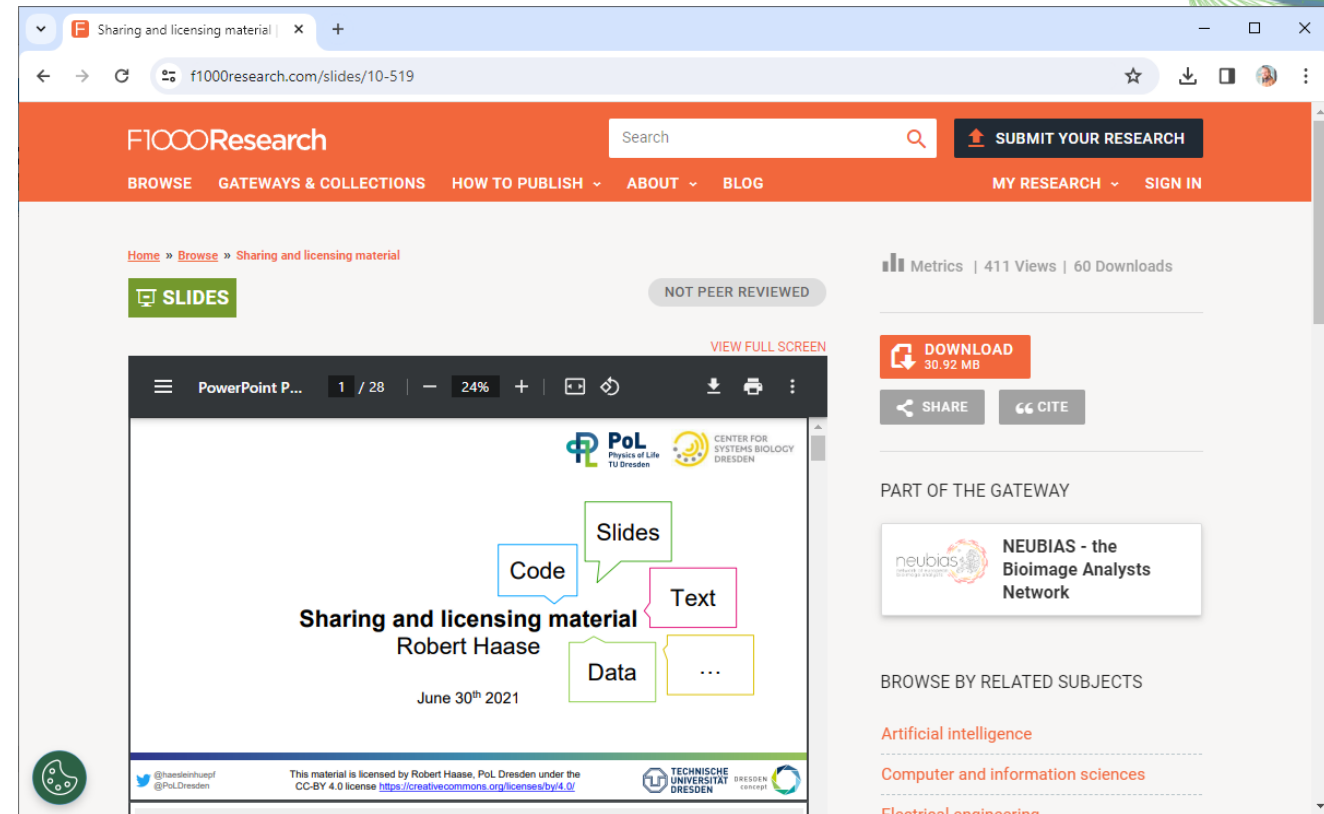 Sharing and licensing material |
f1000research.com/slides/10-519
F1000Research
Search
SUBMIT YOUR RESEARCH
BROWSE GATEWAYS & COLLECTIONS HOW TO PUBLISH ABOUT BLOG MY RESEARCH SIGN IN
Home » Browse » Sharing and licensing material
SLIDES
NOT PEER REVIEWED
VIEW FULL SCREEN
PowerPoint P... 1 / 28 | − 24% + |
PoL
Physics of Life
TU Dresden
CENTER FOR
SYSTEMS BIOLOGY
DRESDEN
Slides
Code
Text
Sharing and licensing material
Robert Haase
Data
...
June 30th 2021
@haesleinhuepf
@PoLDresden
This material is licensed by Robert Haase, PoL Dresden under the
CC-BY 4.0 license https://creativecommons.org/licenses/by/4.0/
TECHNISCHE
UNIVERSITÄT
DRESDEN
DRESDEN
concept
Metrics | 411 Views | 60 Downloads
DOWNLOAD
30.92 MB
SHARE
CITE
PART OF THE GATEWAY
neubias
NEUBIAS - the
Bioimage Analysts
Network
BROWSE BY RELATED SUBJECTS
Artificial intelligence
Computer and information sciences
Electrical engineering